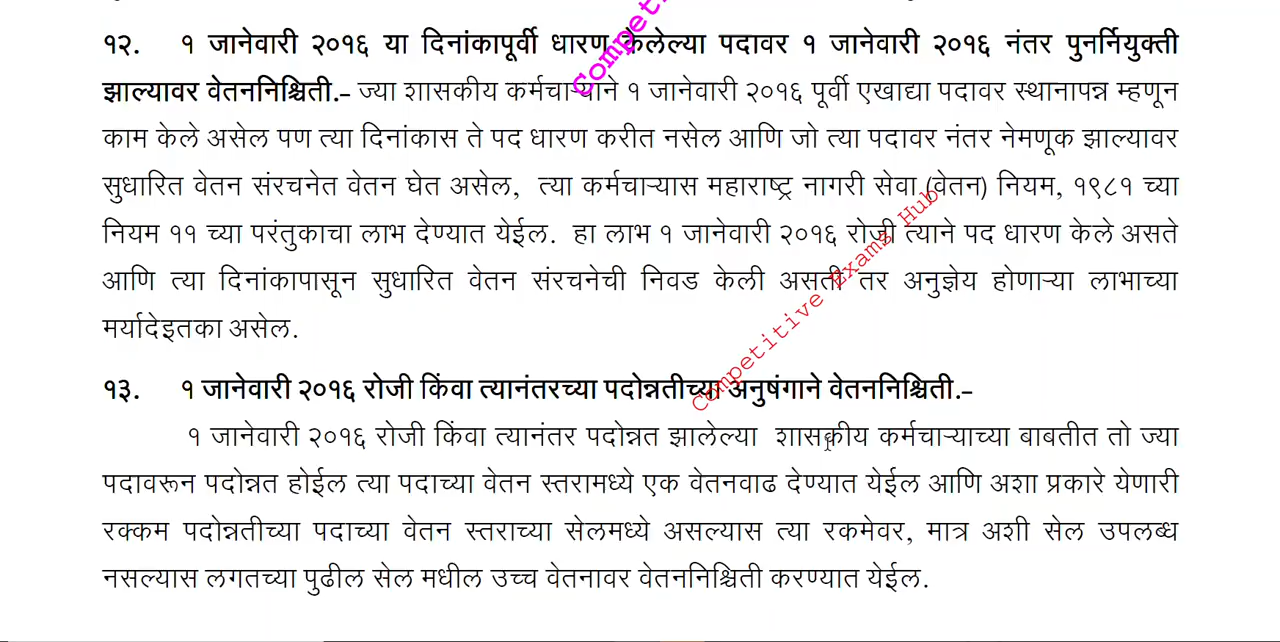 १२. १ जानेवारी २०१६ या दिनांकापूर्वी धारण केलेल्या पदावर १ जानेवारी २०१६ नंतर पुनर्नियुक्ती
झाल्यावर वेतननिश्चिती.- ज्या शासकीय कर्मचाऱ्याने १ जानेवारी २०१६ पूर्वी एखाद्या पदावर स्थानापन्न म्हणून
काम केले असेल पण त्या दिनांकास ते पद धारण करीत नसेल आणि जो त्या पदावर नंतर नेमणूक झाल्यावर
सुधारित वेतन संरचनेत वेतन घेत असेल, त्या कर्मचाऱ्यास महाराष्ट्र नागरी सेवा (वेतन) नियम, १९८१ च्या
नियम ११ च्या परंतुकाचा लाभ देण्यात येईल. हा लाभ १ जानेवारी २०१६ रोजी त्याने पद धारण केले असते
आणि त्या दिनांकापासून सुधारित वेतन संरचनेची निवड केली असती तर अनुज्ञेय होणाऱ्या लाभाच्या
मर्यादेइतका असेल.
१३. १ जानेवारी २०१६ रोजी किंवा त्यानंतरच्या पदोन्नतीच्या अनुषंगाने वेतननिश्चिती.-
१ जानेवारी २०१६ रोजी किंवा त्यानंतर पदोन्नत झालेल्या शासकीय कर्मचाऱ्याच्या बाबतीत तो ज्या
पदावरून पदोन्नत होईल त्या पदाच्या वेतन स्तरामध्ये एक वेतनवाढ देण्यात येईल आणि अशा प्रकारे येणारी
रक्कम पदोन्नतीच्या पदाच्या वेतन स्तराच्या सेलमध्ये असल्यास त्या रकमेवर, मात्र अशी सेल उपलब्ध
नसल्यास लगतच्या पुढील सेल मधील उच्च वेतनावर वेतननिश्चिती करण्यात येईल.
Competitive Exams Hub